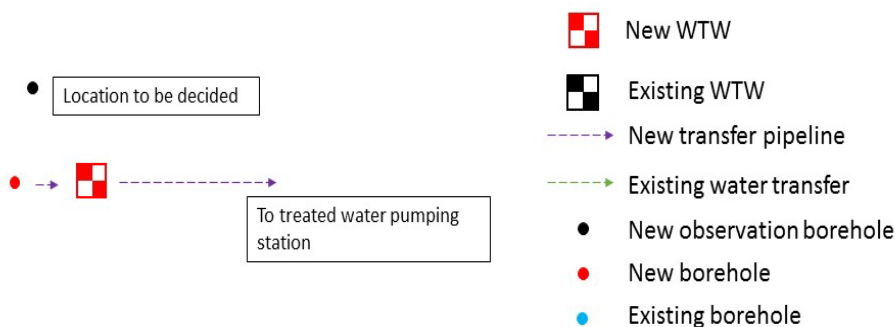 Location to be decided
To treated water pumping
station
New WTW
Existing WTW
New transfer pipeline
Existing water transfer
New observation borehole
New borehole
Existing borehole